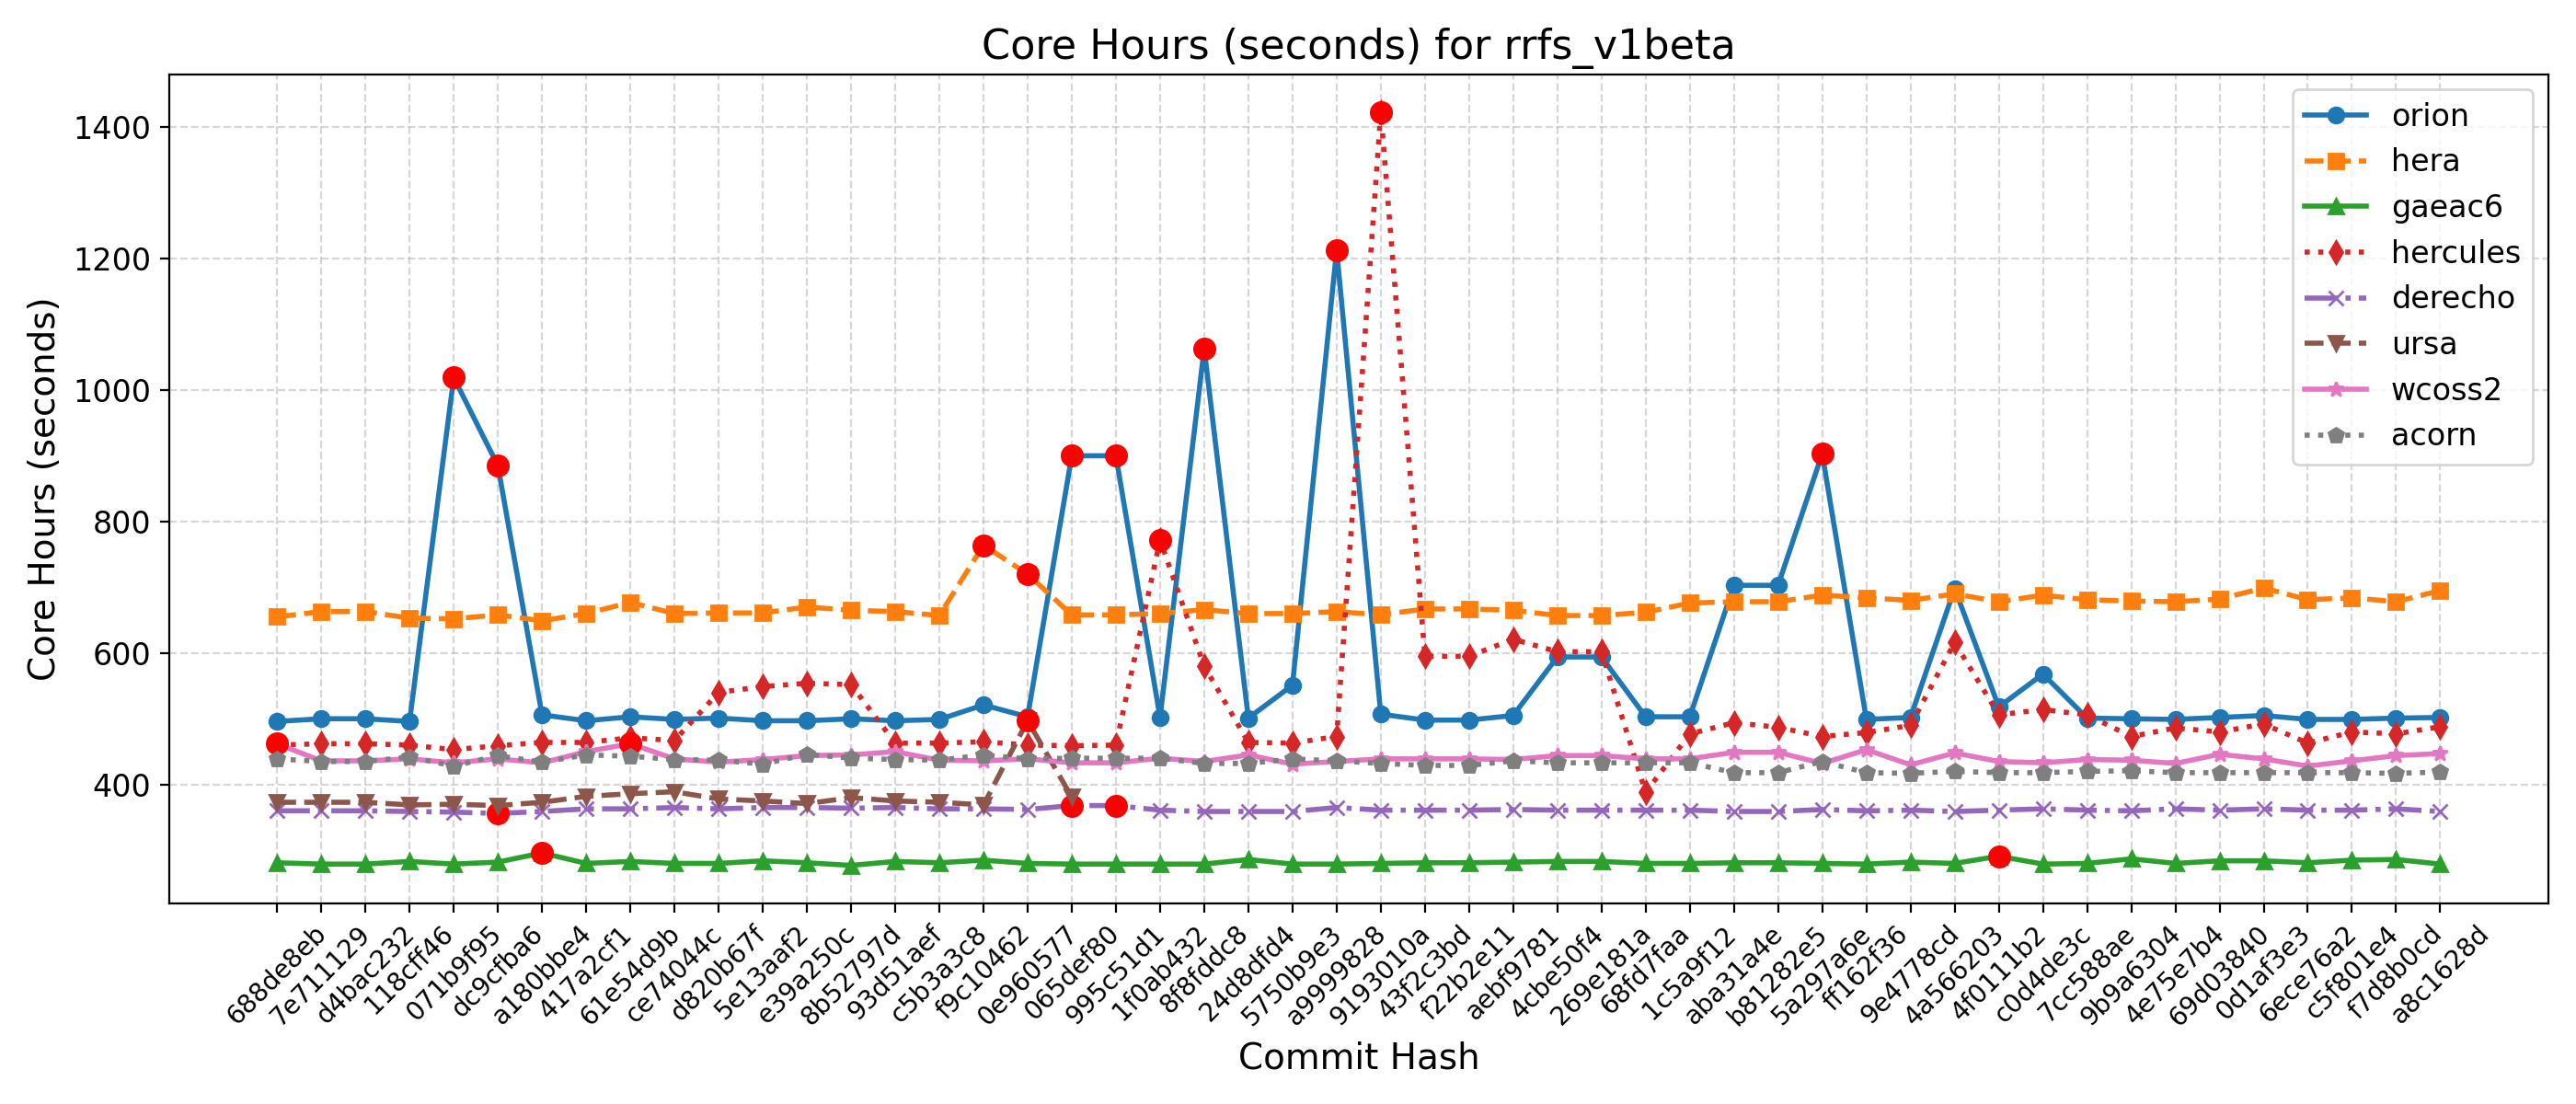 Core Hours (seconds) for rrfs_v1beta
Core Hours (seconds)
1400
1200
1000
800
600
400
orion
hera
gaeac6
hercules
derecho
ursa
wcoss2
acorn
688de8eb
7e711129
d4bac232
118cff46
071b9f95
dc9cfba6
a180bbe4
417a2cf1
61e54d9b
ce74044c
d820b67f
5e13aaf2
e39a250c
8b52797d
93d51aef
c5b3a3c8
f9c10462
0e960577
065def80
995c51d1
1f0ab432
8f8fddc8
24d8dfd4
5750b9e3
a9999828
9193010a
43f2c3bd
f22b2e11
aebf9781
4cbe50f4
269e181a
68fd7faa
1c5a9f12
aba31a4e
b81282e5
5a297a6e
ff162f36
9e4778cd
4a566203
4f0111b2
c0d4de3c
7cc588ae
9b9a6304
4e75e7b4
69d03840
0d1af3e3
6ece76a2
c5f801e4
f7d8b0cd
a8c1628d
Commit Hash